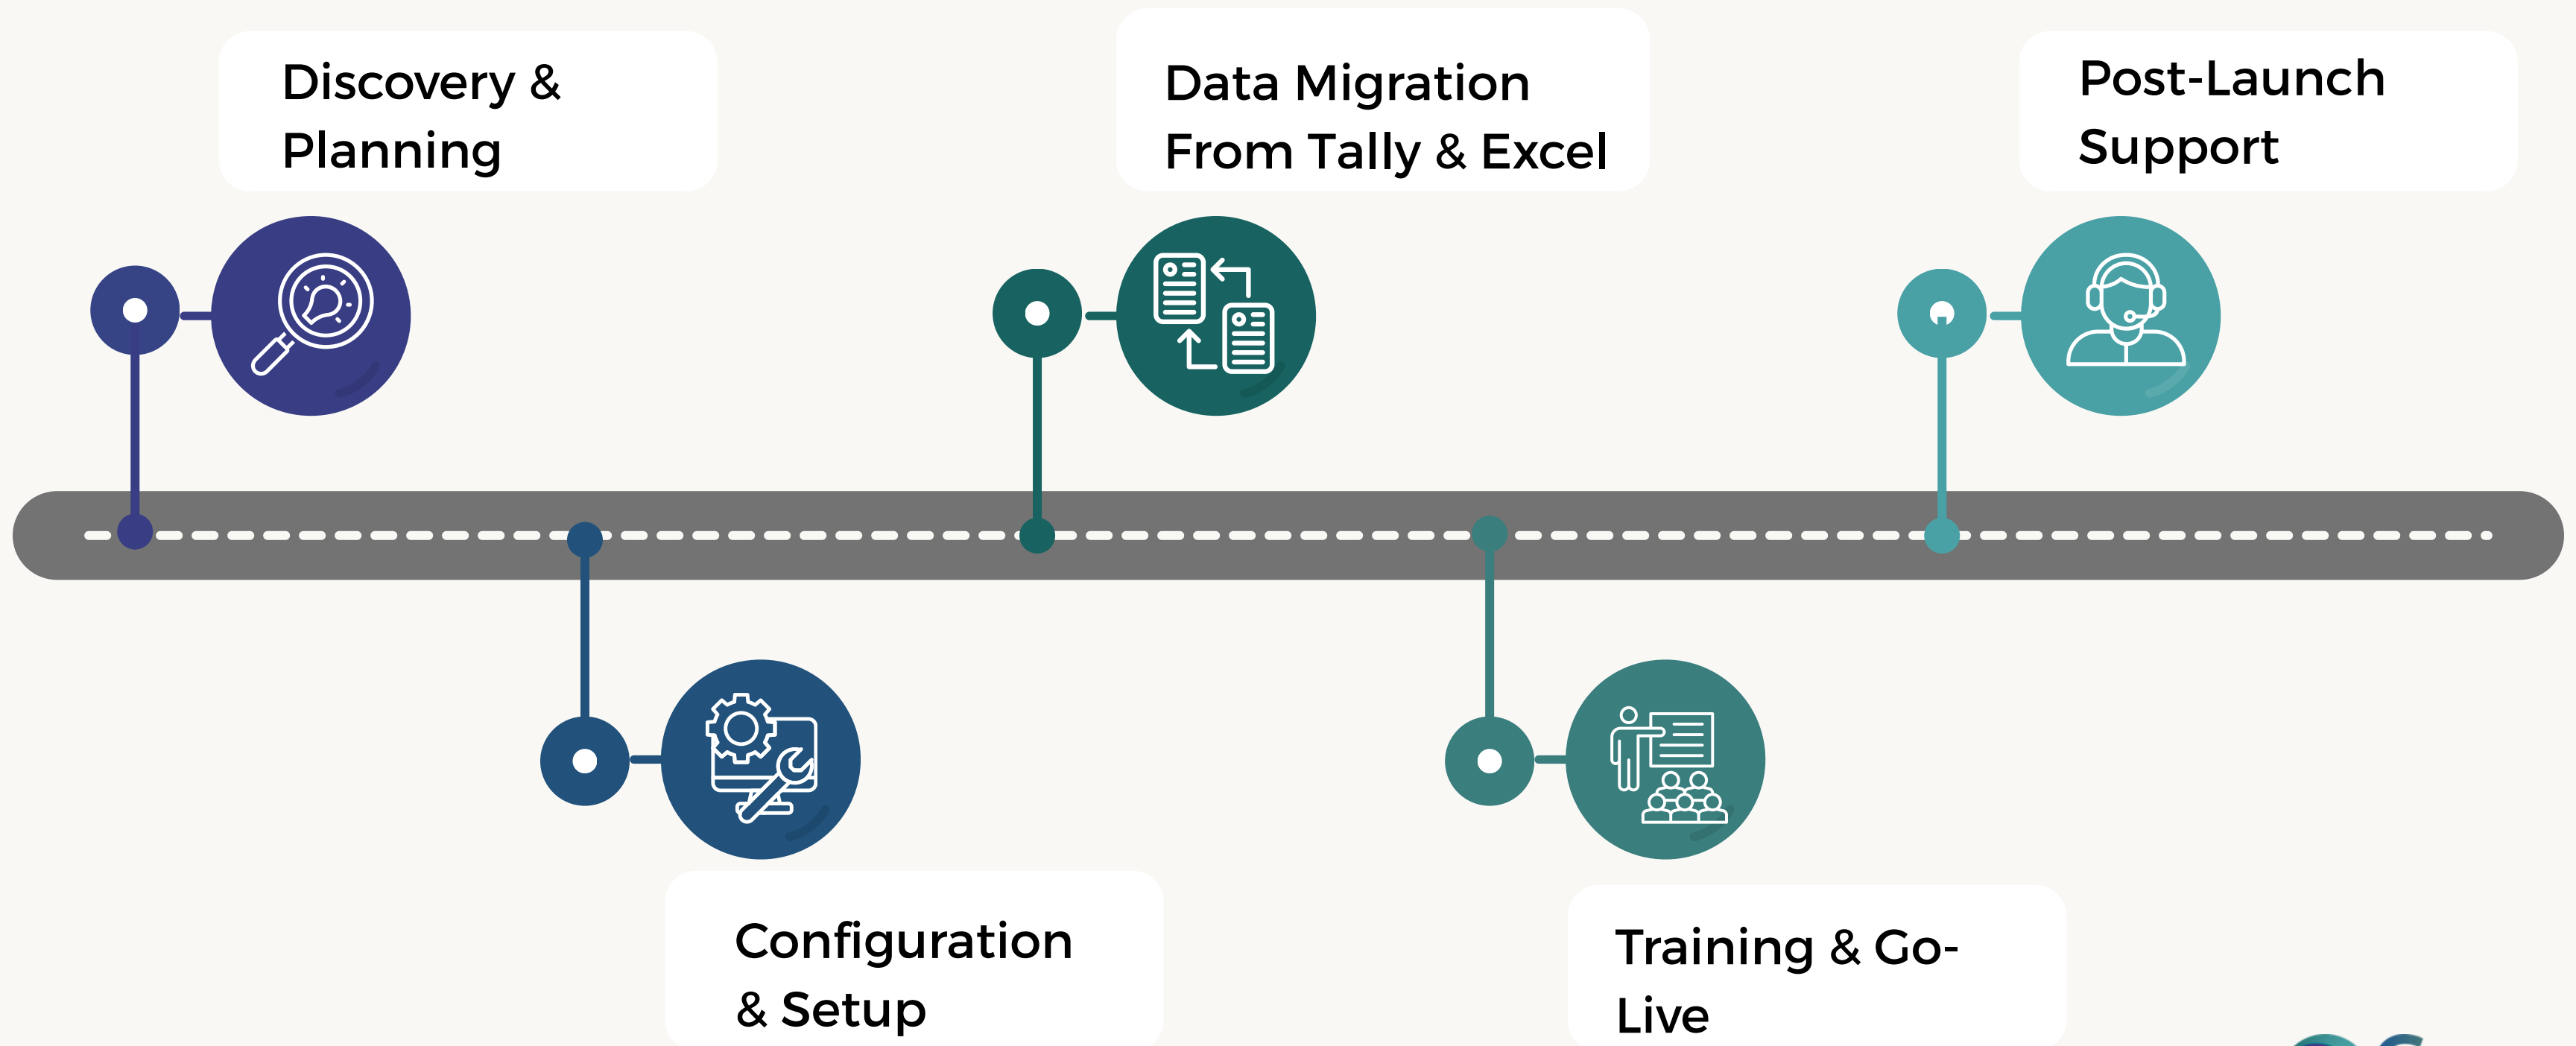 Discovery &
Planning
Data Migration
From Tally & Excel
Post-Launch
Support
Configuration
& Setup
Training & Go-
Live